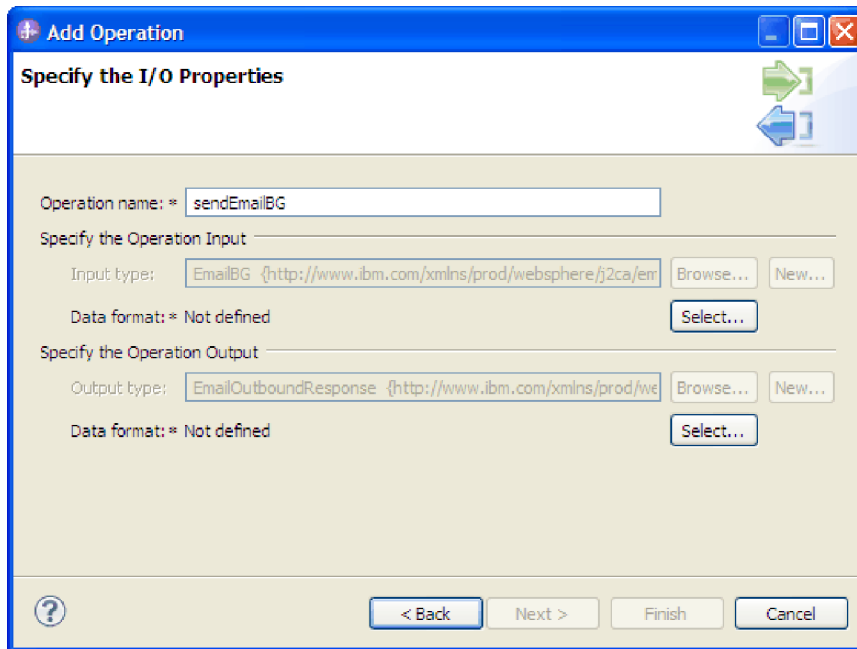 Add Operation
Specify the I/O Properties
Operation name: * sendEmailBG
Specify the Operation Input
Input type: EmailBG {http://www.ibm.com/xmlns/prod/websphere/j2ca/em Browse... New...
Data format: * Not defined Select...
Specify the Operation Output
Output type: EmailOutboundResponse {http://www.ibm.com/xmlns/prod/we Browse... New...
Data format: * Not defined Select...
? < Back Next > Finish Cancel